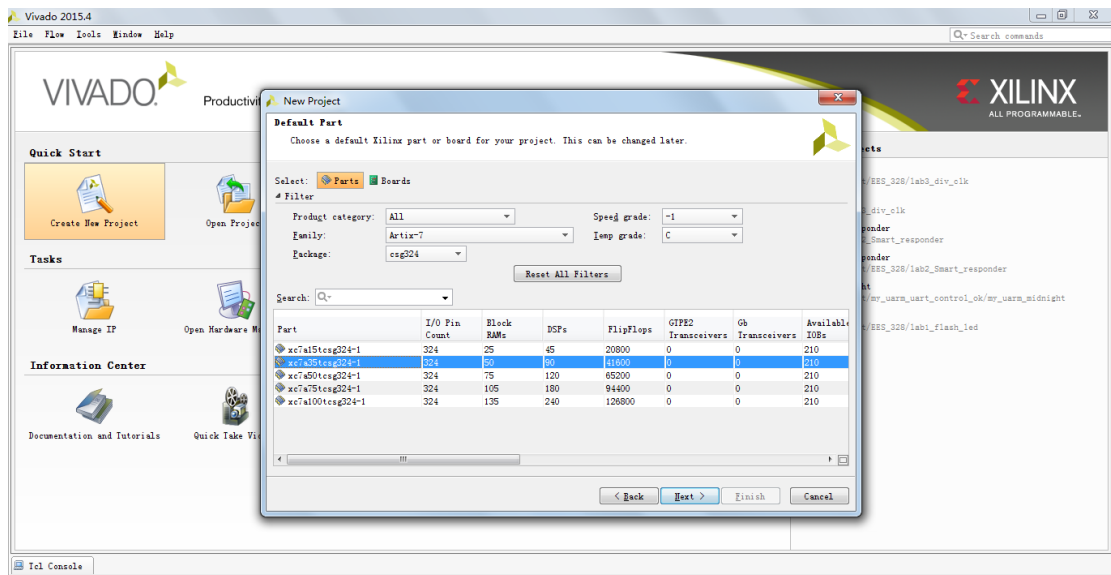 Vivado 2015.4
File Flow Tools Window Help
Search commands
VIVADO.
Productivit
XILINX
ALL PROGRAMMABLE.
Quick Start
Create New Project
Open Projec
Tasks
Manage IP
Open Hardware M
Information Center
Documentation and Tutorials
Quick Take Vi
New Project
Default Part
Choose a default Xilinx part or board for your project. This can be changed later.
Select: Parts Boards
Filter
Product category: All
Speed grade: -1
Family: Artix-7
Temp grade: C
Package: csg324
Reset All Filters
Search:
Part I/O Pin Count Block RAMs DSPs FlipFlops GTPE2 Transceivers Gb Transceivers Available IOBs
xc7a15tcsg324-1 324 25 45 20800 0 0 210
xc7a35tcsg324-1 324 50 90 41600 0 0 210
xc7a50tcsg324-1 324 75 120 65200 0 0 210
xc7a75tcsg324-1 324 105 180 94400 0 0 210
xc7a100tcsg324-1 324 135 240 126800 0 0 210
< Back Next > Finish Cancel
ects
t/EES_328/lab3_div_clk
3_div_clk
ponder
2_Smart_responder
ponder
t/EES_328/lab2_Smart_responder
ht
t/my_uarm_uart_control_ok/my_uarm_midnight
t/EES_328/lab1_flash_led
Tcl Console